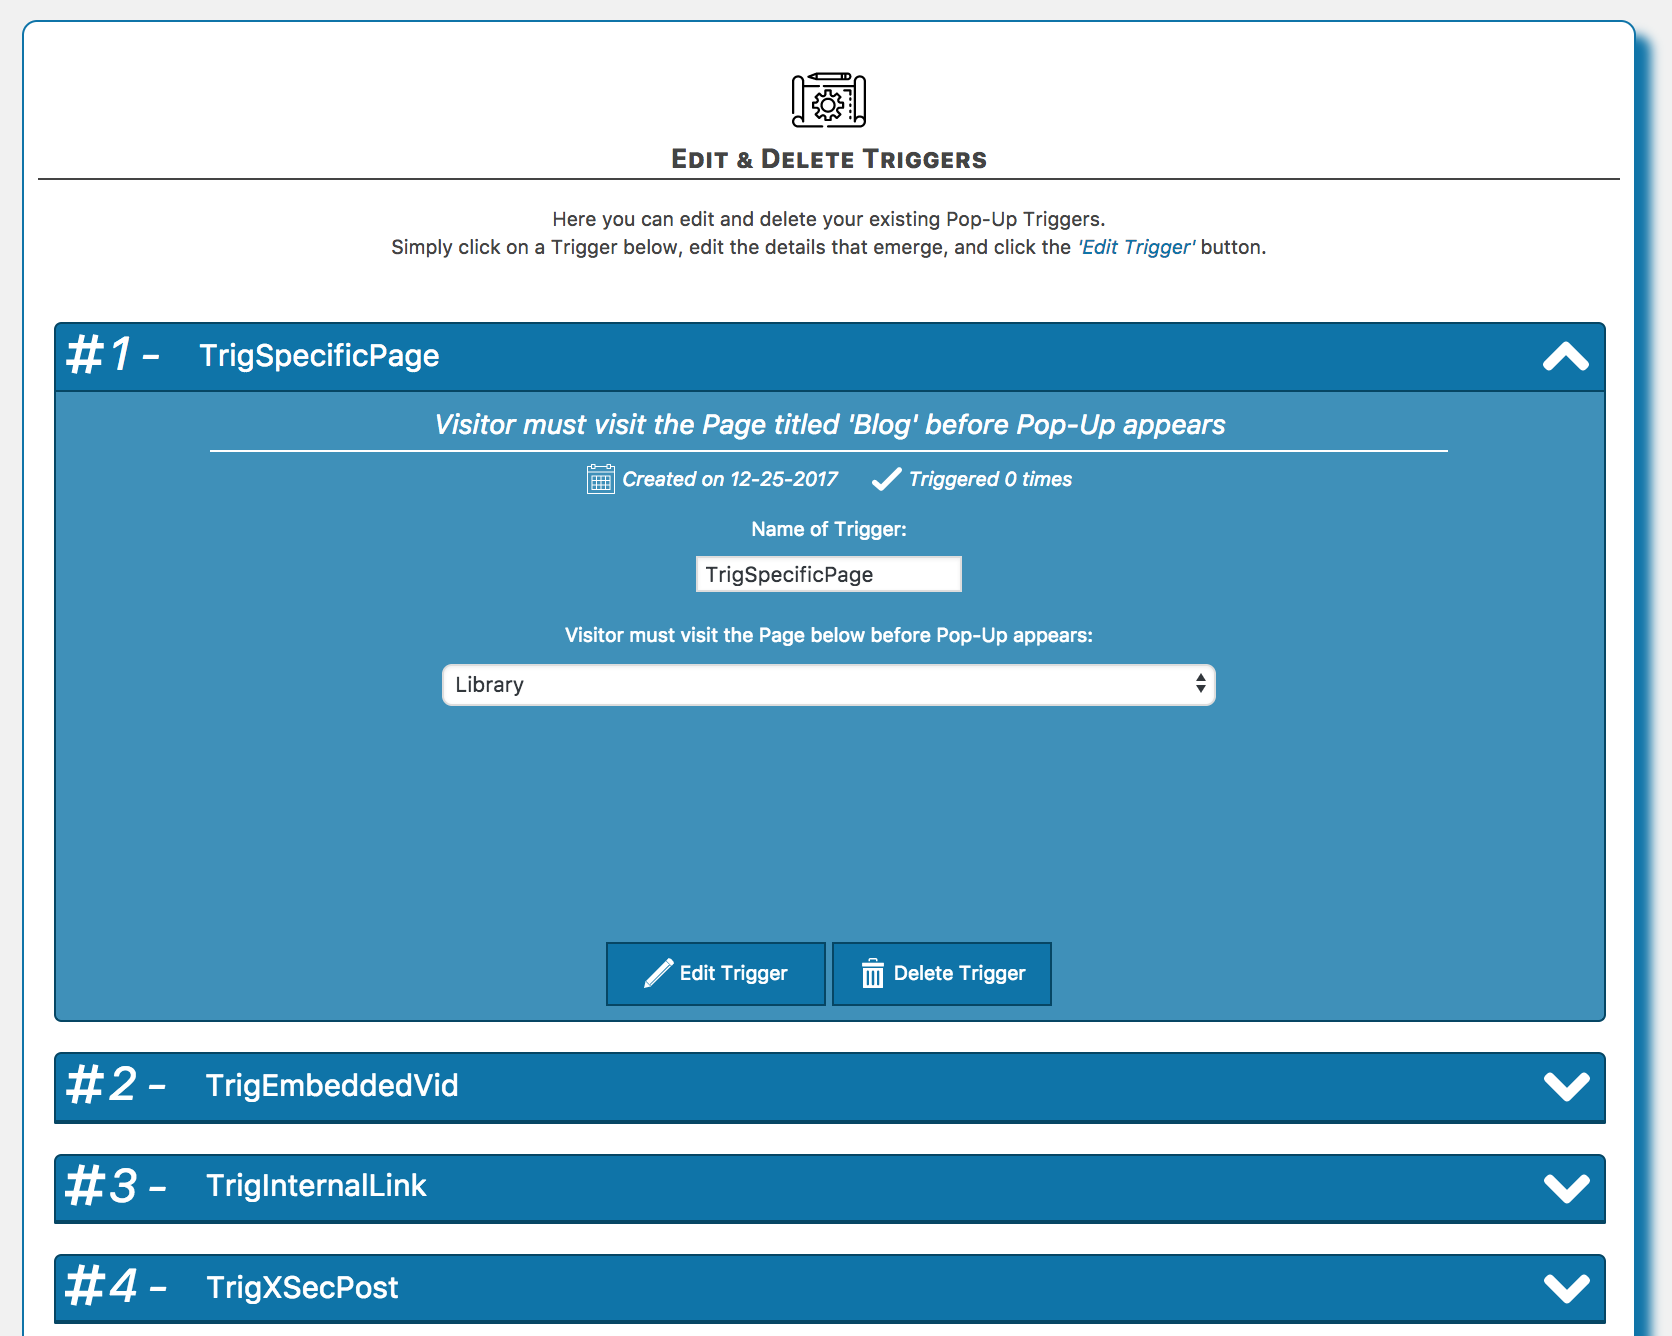 Edit & Delete Triggers
Here you can edit and delete your existing Pop-Up Triggers.
Simply click on a Trigger below, edit the details that emerge, and click the 'Edit Trigger' button.
#1 - TrigSpecificPage
Visitor must visit the Page titled 'Blog' before Pop-Up appears
Created on 12-25-2017 Triggered 0 times
Name of Trigger:
TrigSpecificPage
Visitor must visit the Page below before Pop-Up appears:
Library
Edit Trigger Delete Trigger
#2 - TrigEmbeddedVid
#3 - TrigInternalLink
#4 - TrigXSecPost